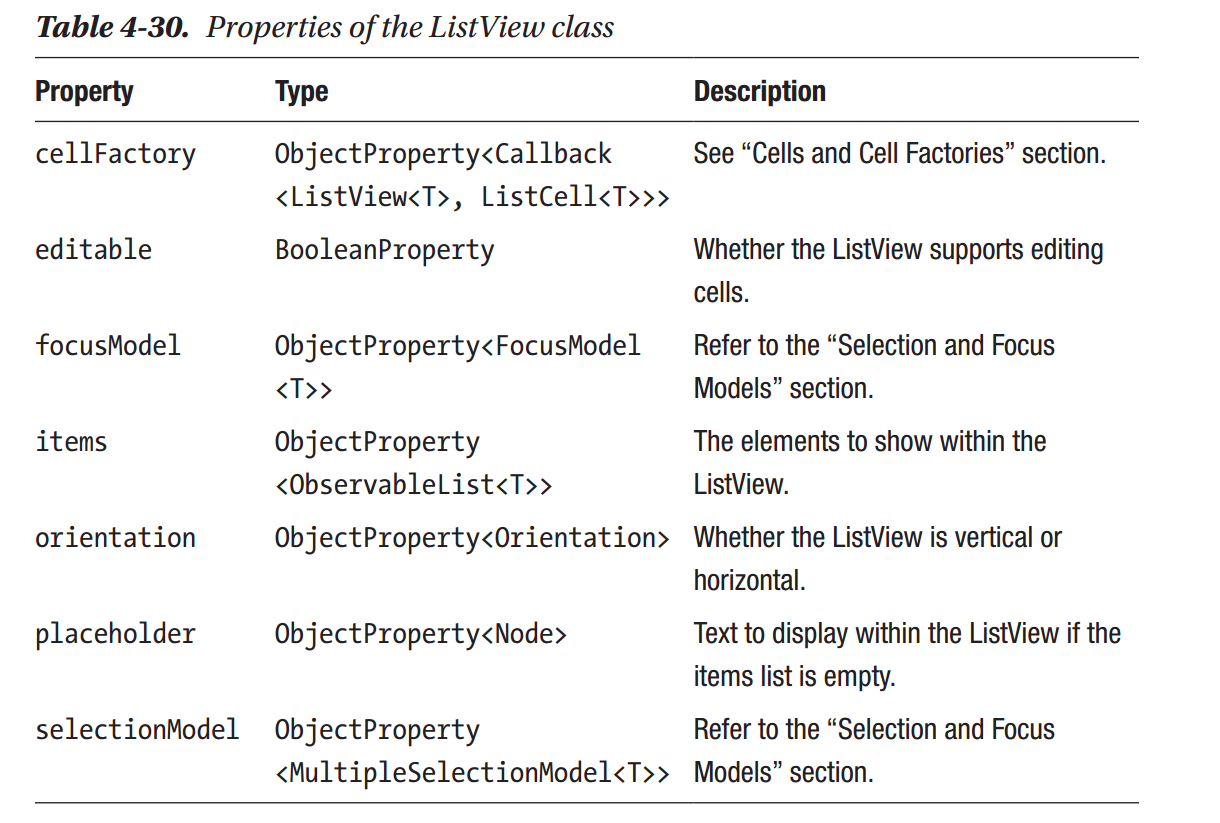 Table 4-30. Properties of the ListView class
Property Type Description
cellFactory ObjectProperty<Callback See “Cells and Cell Factories” section.
<ListView<T>, ListCell<T>>>
editable BooleanProperty Whether the ListView supports editing
cells.
focusModel ObjectProperty<FocusModel Refer to the “Selection and Focus
<T>> Models” section.
items ObjectProperty The elements to show within the
<ObservableList<T>> ListView.
orientation ObjectProperty<Orientation> Whether the ListView is vertical or
horizontal.
placeholder ObjectProperty<Node> Text to display within the ListView if the
items list is empty.
selectionModel ObjectProperty Refer to the “Selection and Focus
<MultipleSelectionModel<T>> Models” section.